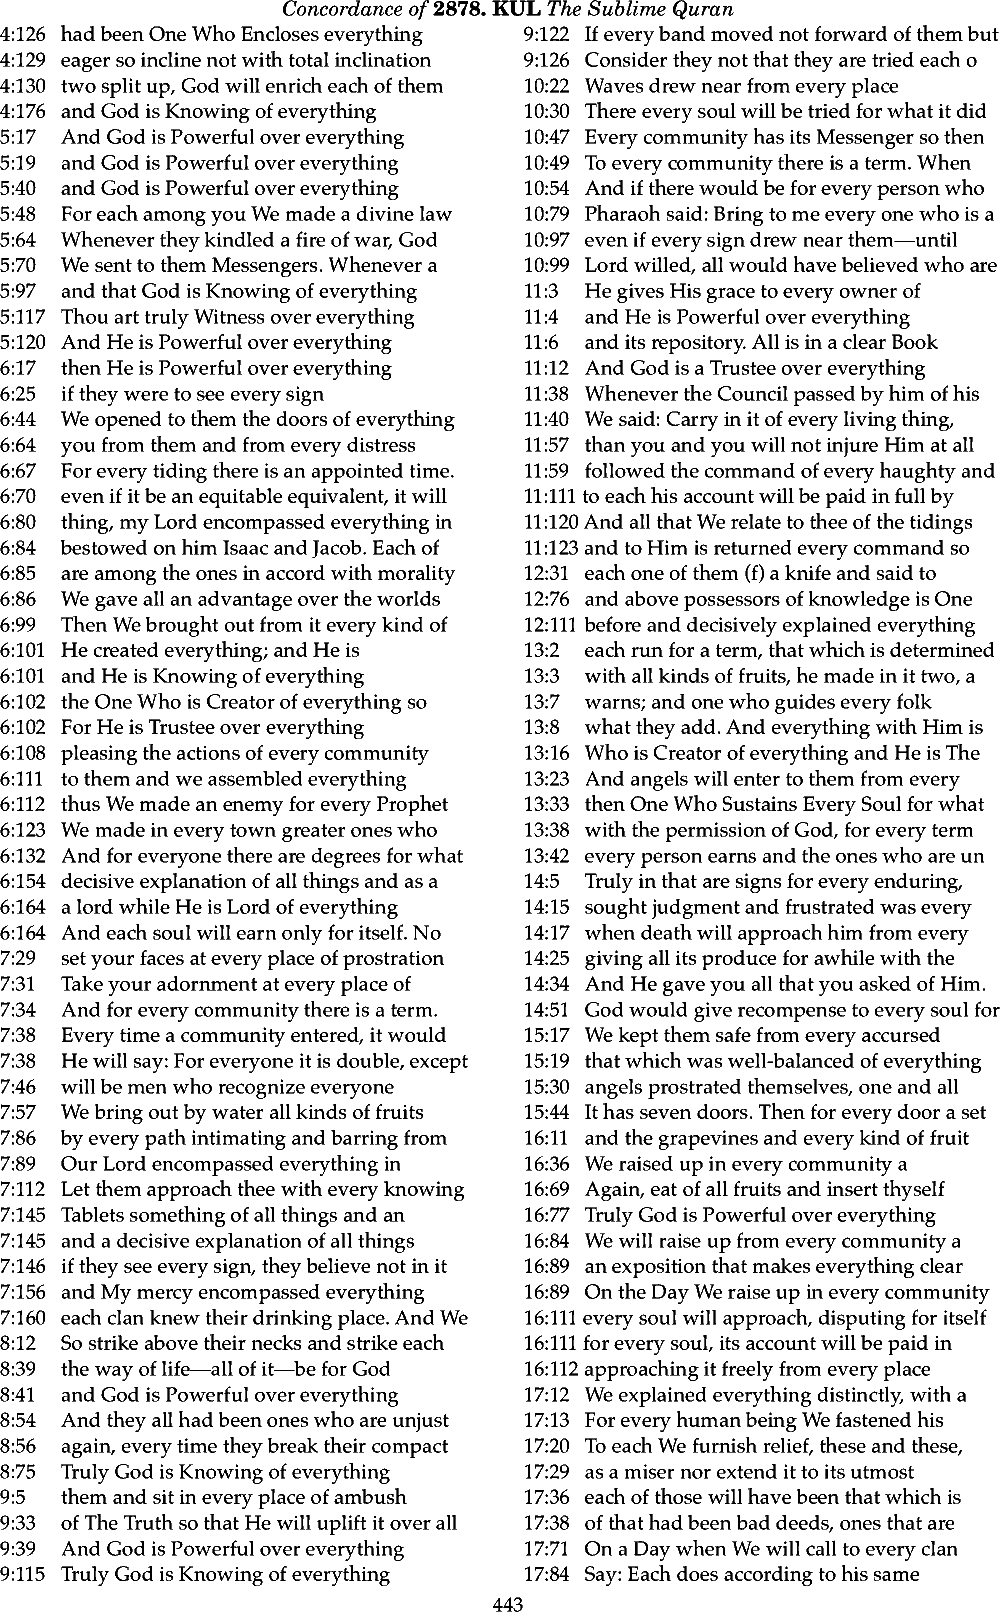 Concordance of 2878. KUL The Sublime Quran
4:126 had been One Who Encloses everything
4:129 eager so incline not with total inclination
4:130 two split up, God will enrich each of them
4:176 and God is Knowing of everything
5:17 And God is Powerful over everything
5:19 and God is Powerful over everything
5:40 and God is Powerful over everything
5:48 For each among you We made a divine law
5:64 Whenever they kindled a fire of war, God
5:70 We sent to them Messengers. Whenever a
5:97 and that God is Knowing of everything
5:117 Thou art truly Witness over everything
5:120 And He is Powerful over everything
6:17 then He is Powerful over everything
6:25 if they were to see every sign
6:44 We opened to them the doors of everything
6:64 you from them and from every distress
6:67 For every tiding there is an appointed time.
6:70 even if it be an equitable equivalent, it will
6:80 thing, my Lord encompassed everything in
6:84 bestowed on him Isaac and Jacob. Each of
6:85 are among the ones in accord with morality
6:86 We gave all an advantage over the worlds
6:99 Then We brought out from it every kind of
6:101 He created everything; and He is
6:101 and He is Knowing of everything
6:102 the One Who is Creator of everything so
6:102 For He is Trustee over everything
6:108 pleasing the actions of every community
6:111 to them and we assembled everything
6:112 thus We made an enemy for every Prophet
6:123 We made in every town greater ones who
6:132 And for everyone there are degrees for what
6:154 decisive explanation of all things and as a
6:164 a lord while He is Lord of everything
6:164 And each soul will earn only for itself. No
7:29 set your faces at every place of prostration
7:31 Take your adornment at every place of
7:34 And for every community there is a term.
7:38 Every time a community entered, it would
7:38 He will say: For everyone it is double, except
7:46 will be men who recognize everyone
7:57 We bring out by water all kinds of fruits
7:86 by every path intimating and barring from
7:89 Our Lord encompassed everything in
7:112 Let them approach thee with every knowing
7:145 Tablets something of all things and an
7:145 and a decisive explanation of all things
7:146 if they see every sign, they believe not in it
7:156 and My mercy encompassed everything
7:160 each clan knew their drinking place. And We
8:12 So strike above their necks and strike each
8:39 the way of life—all of it—be for God
8:41 and God is Powerful over everything
8:54 And they all had been ones who are unjust
8:56 again, every time they break their compact
8:75 Truly God is Knowing of everything
9:5 them and sit in every place of ambush
9:33 of The Truth so that He will uplift it over all
9:39 And God is Powerful over everything
9:115 Truly God is Knowing of everything
9:122 If every band moved not forward of them but
9:126 Consider they not that they are tried each o
10:22 Waves drew near from every place
10:30 There every soul will be tried for what it did
10:47 Every community has its Messenger so then
10:49 To every community there is a term. When
10:54 And if there would be for every person who
10:79 Pharaoh said: Bring to me every one who is a
10:97 even if every sign drew near them—until
10:99 Lord willed, all would have believed who are
11:3 He gives His grace to every owner of
11:4 and He is Powerful over everything
11:6 and its repository. All is in a clear Book
11:12 And God is a Trustee over everything
11:38 Whenever the Council passed by him of his
11:40 We said: Carry in it of every living thing,
11:57 than you and you will not injure Him at all
11:59 followed the command of every haughty and
11:111 to each his account will be paid in full by
11:120 And all that We relate to thee of the tidings
11:123 and to Him is returned every command so
12:31 each one of them (f) a knife and said to
12:76 and above possessors of knowledge is One
12:111 before and decisively explained everything
13:2 each run for a term, that which is determined
13:3 with all kinds of fruits, he made in it two, a
13:7 warns; and one who guides every folk
13:8 what they add. And everything with Him is
13:16 Who is Creator of everything and He is The
13:23 And angels will enter to them from every
13:33 then One Who Sustains Every Soul for what
13:38 with the permission of God, for every term
13:42 every person earns and the ones who are un
14:5 Truly in that are signs for every enduring,
14:15 sought judgment and frustrated was every
14:17 when death will approach him from every
14:25 giving all its produce for awhile with the
14:34 And He gave you all that you asked of Him.
14:51 God would give recompense to every soul for
15:17 We kept them safe from every accursed
15:19 that which was well-balanced of everything
15:30 angels prostrated themselves, one and all
15:44 It has seven doors. Then for every door a set
16:11 and the grapevines and every kind of fruit
16:36 We raised up in every community a
16:69 Again, eat of all fruits and insert thyself
16:77 Truly God is Powerful over everything
16:84 We will raise up from every community a
16:89 an exposition that makes everything clear
16:89 On the Day We raise up in every community
16:111 every soul will approach, disputing for itself
16:111 for every soul, its account will be paid in
16:112 approaching it freely from every place
17:12 We explained everything distinctly, with a
17:13 For every human being We fastened his
17:20 To each We furnish relief, these and these,
17:29 as a miser nor extend it to its utmost
17:36 each of those will have been that which is
17:38 of that had been bad deeds, ones that are
17:71 On a Day when We will call to every clan
17:84 Say: Each does according to his same
443